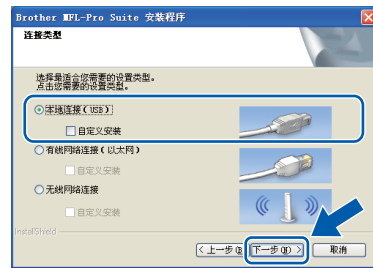 Brother MFL-Pro Suite 安装程序
连接类型
选择最适合您需要的设置类型。
点击您需要的设置类型。
本地连接(USB)
自定义安装
有线网络连接(以太网)
自定义安装
无线网络连接
自定义安装
InstallShield
<上一步(B) 下一步(N)> 取消